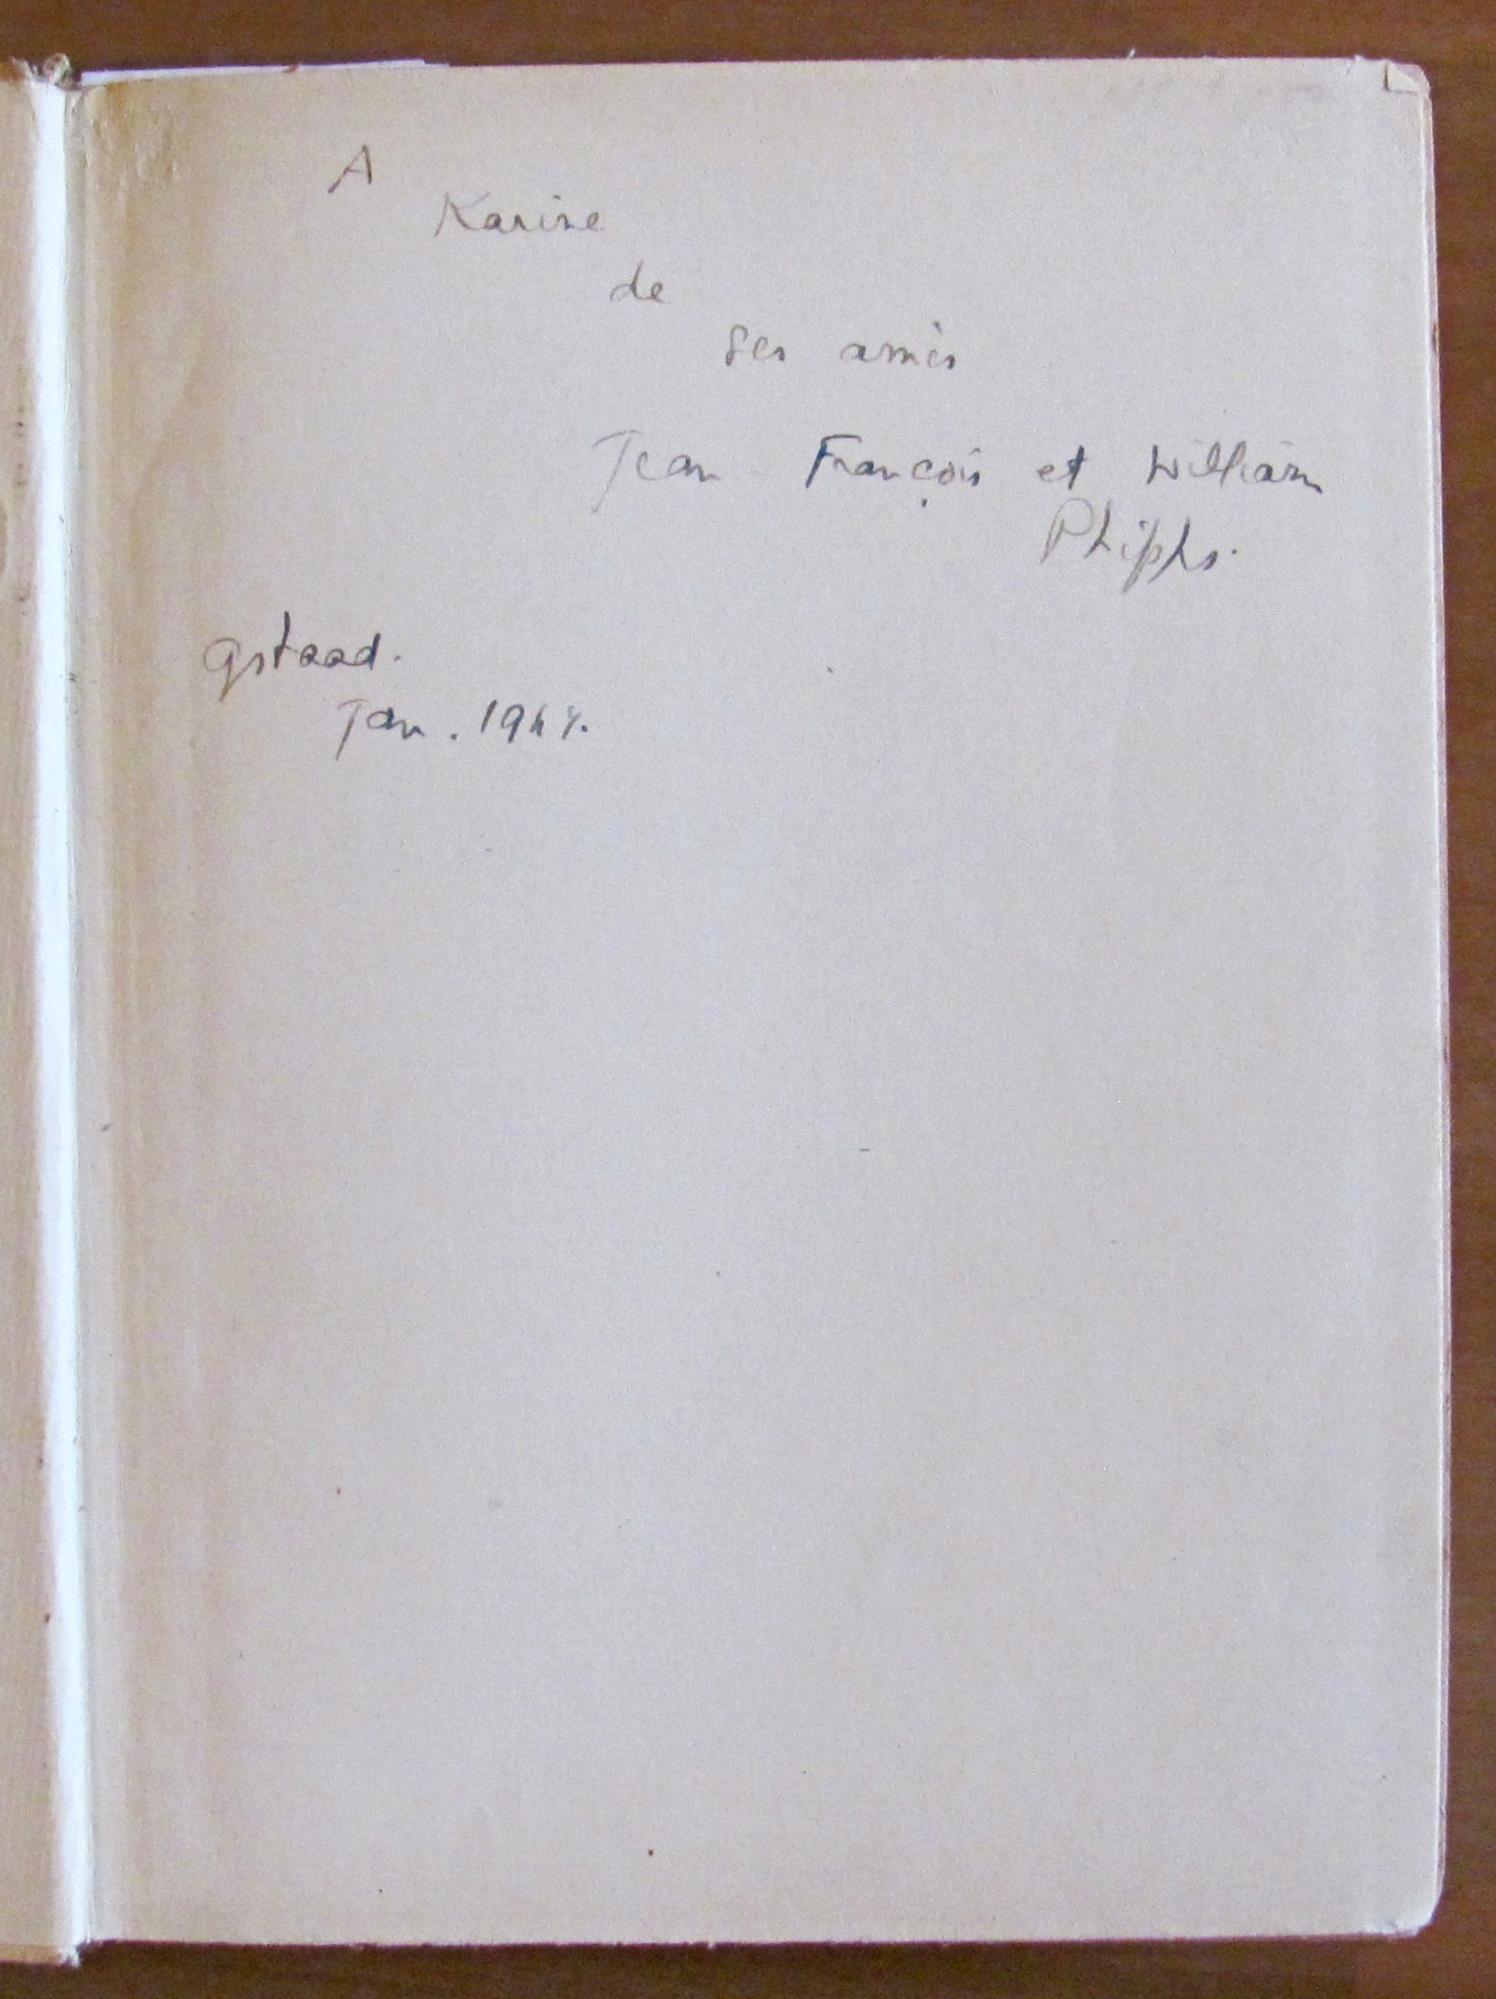 A
Karine
de
ses amis
Jean François et William
Phipps.
Gstaad.
Jan. 1947.